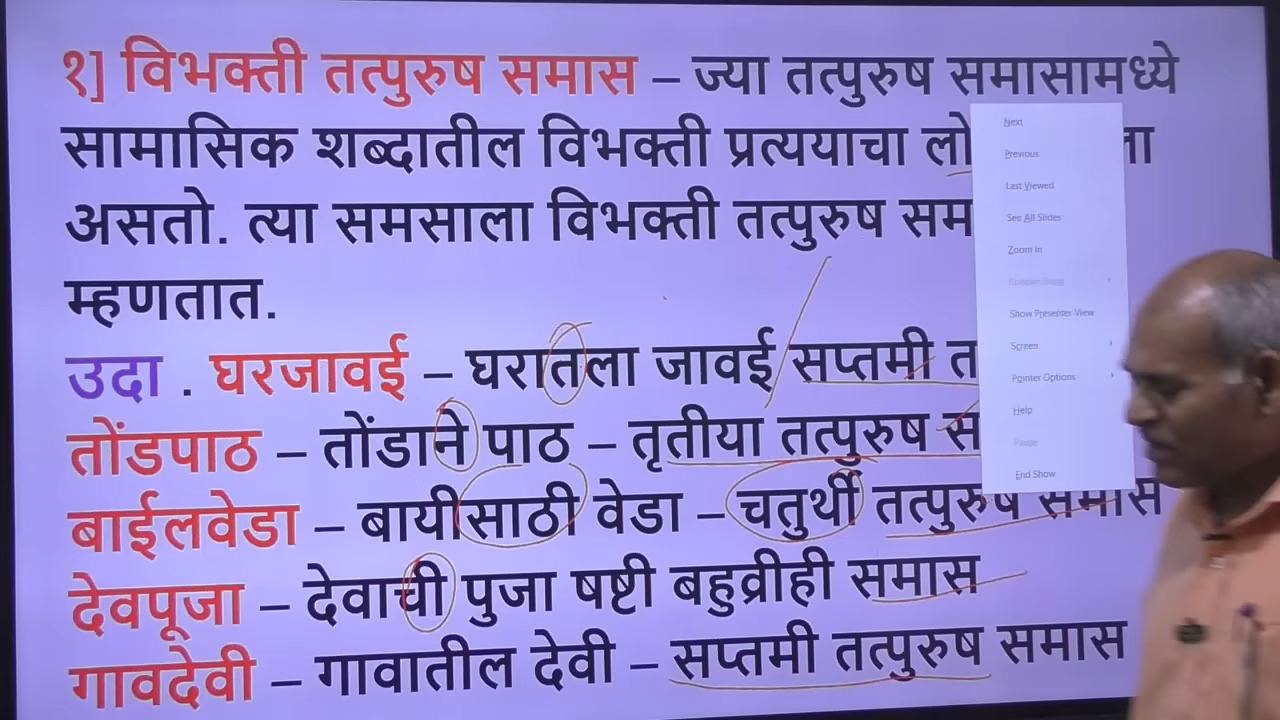 १] विभक्ती तत्पुरुष समास – ज्या तत्पुरुष समासामध्ये
सामासिक शब्दातील विभक्ती प्रत्ययाचा
असतो. त्या समसाला विभक्ती तत्पुरुष
म्हणतात.
उदा . घरजावई – घरातला जावई सप्तमी
तोंडपाठ – तोंडाने पाठ – तृतीया तत्पुरुष
बाईलवेडा – बायीसाठी वेडा – चतुर्थी तत्पुरुष समास
देवपूजा – देवाची पुजा षष्टी बहुव्रीही समास
गावदेवी – गावातील देवी – सप्तमी तत्पुरुष समास
Next
Previous
Last Viewed
See All Slides
Zoom In
Show Presenter View
Screen
Pointer Options
Help
Pause
End Show